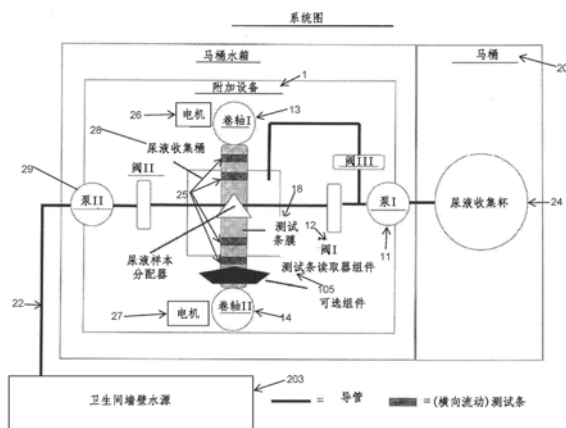 系统图
马桶水箱
马桶
20
1
附加设备
26
电机
卷轴I
13
28
尿液收集桶
阀III
29
阀II
25
18
泵II
泵I
尿液收集杯
24
12
测试条膜
阀I
11
尿液样本分配器
测试条读取器组件
105
22
可选组件
27
电机
卷轴II
14
203
卫生间墙壁水源
= 导管
=(横向流动)测试条